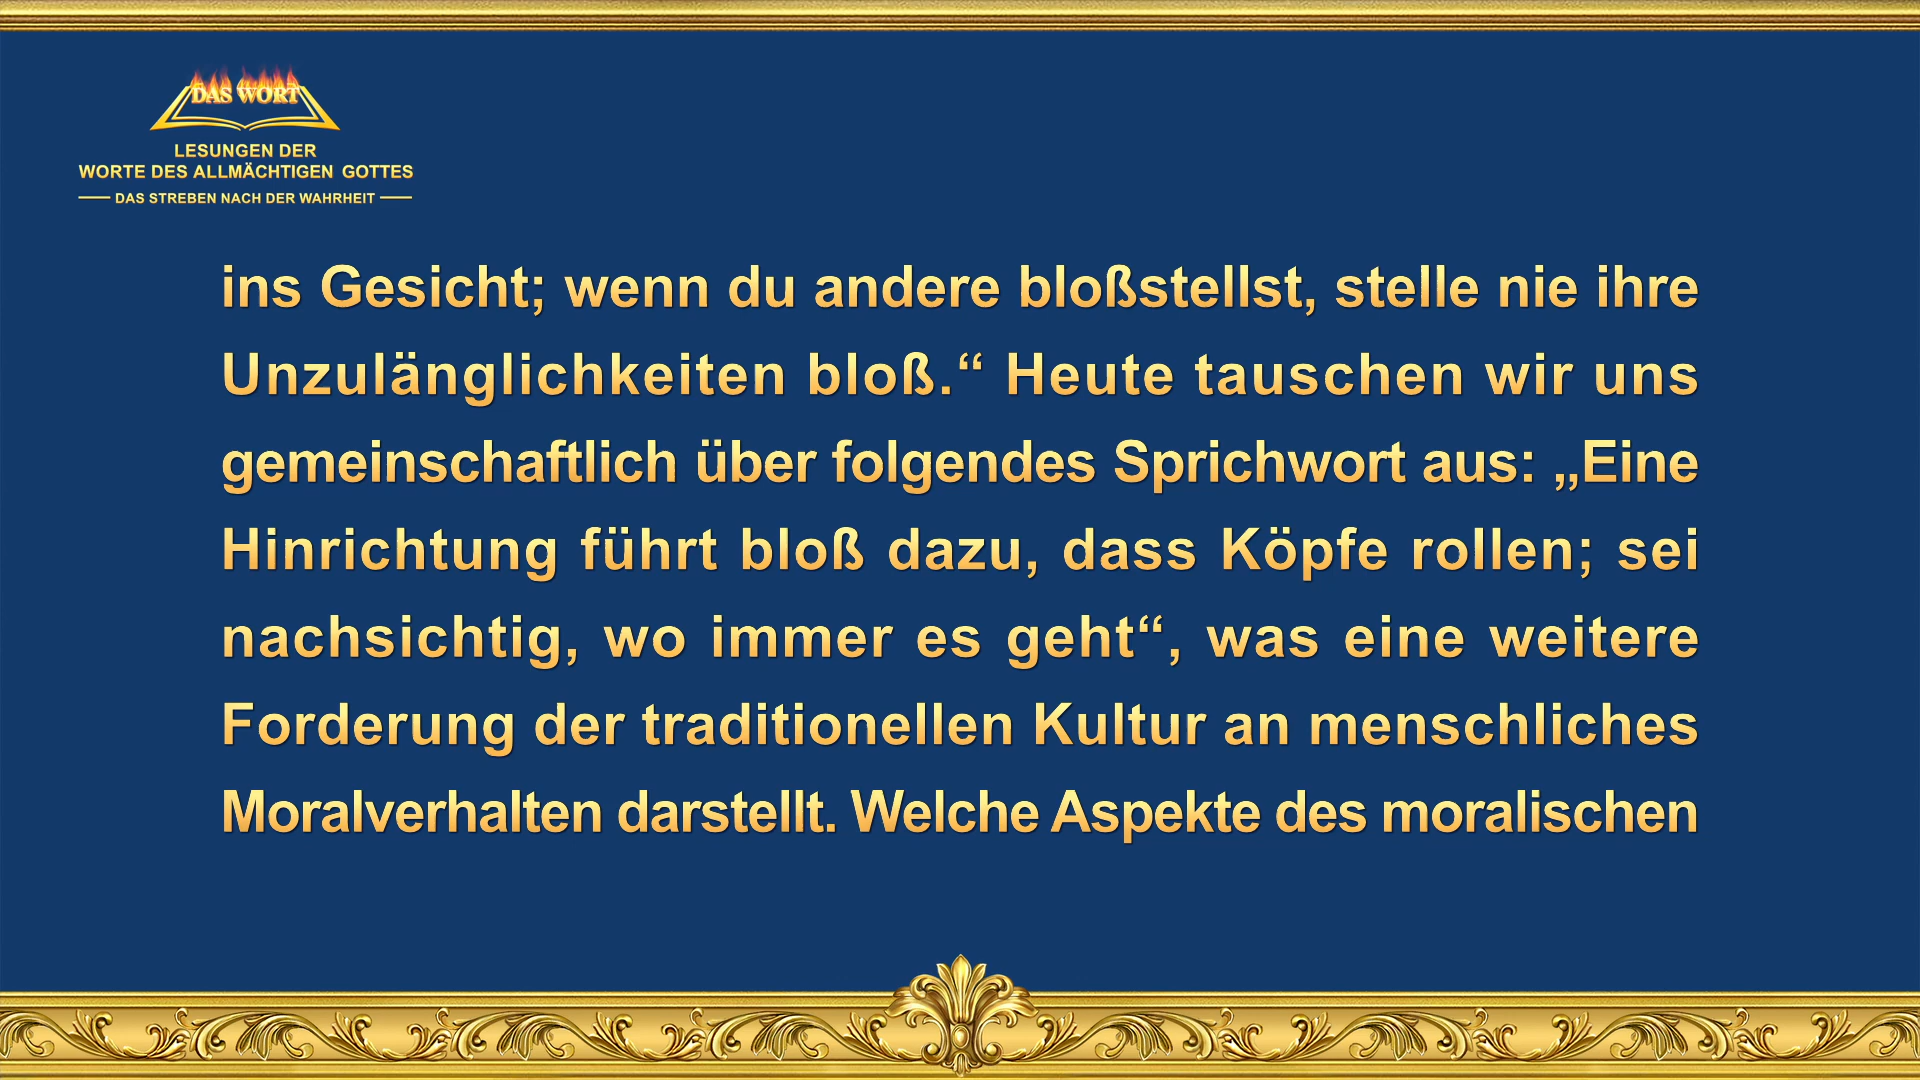 DAS WORT
LESUNGEN DER
WORTE DES ALLMÄCHTIGEN GOTTES
DAS STREBEN NACH DER WAHRHEIT
ins Gesicht; wenn du andere bloßstellst, stelle nie ihre
Unzulänglichkeiten bloß.“ Heute tauschen wir uns
gemeinschaftlich über folgendes Sprichwort aus: „Eine
Hinrichtung führt bloß dazu, dass Köpfe rollen; sei
nachsichtig, wo immer es geht“, was eine weitere
Forderung der traditionellen Kultur an menschliches
Moralverhalten darstellt. Welche Aspekte des moralischen